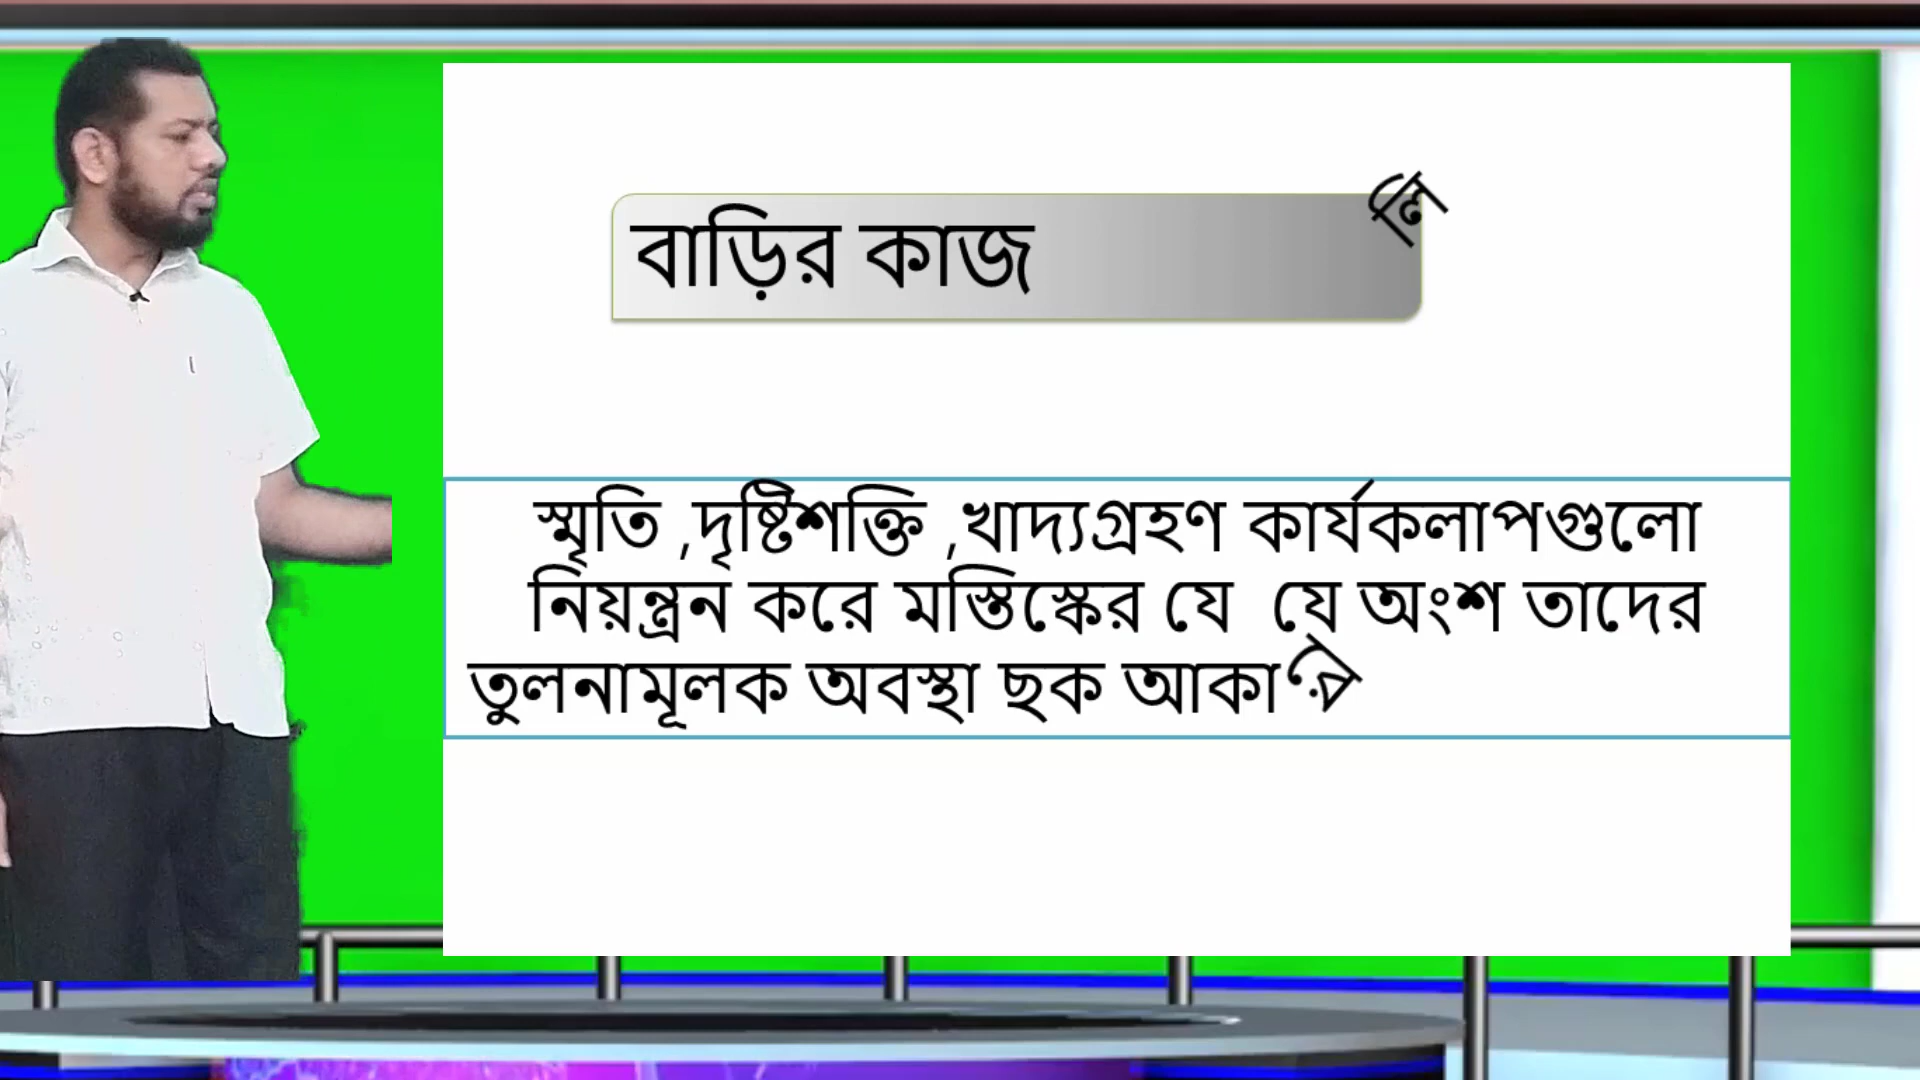 বাড়ির কাজ
স্মৃতি ,দৃষ্টিশক্তি ,খাদ্যগ্রহণ কার্যকলাপগুলো
নিয়ন্ত্রন করে মস্তিস্কের যে যে অংশ তাদের
তুলনামূলক অবস্থা ছক আকারে